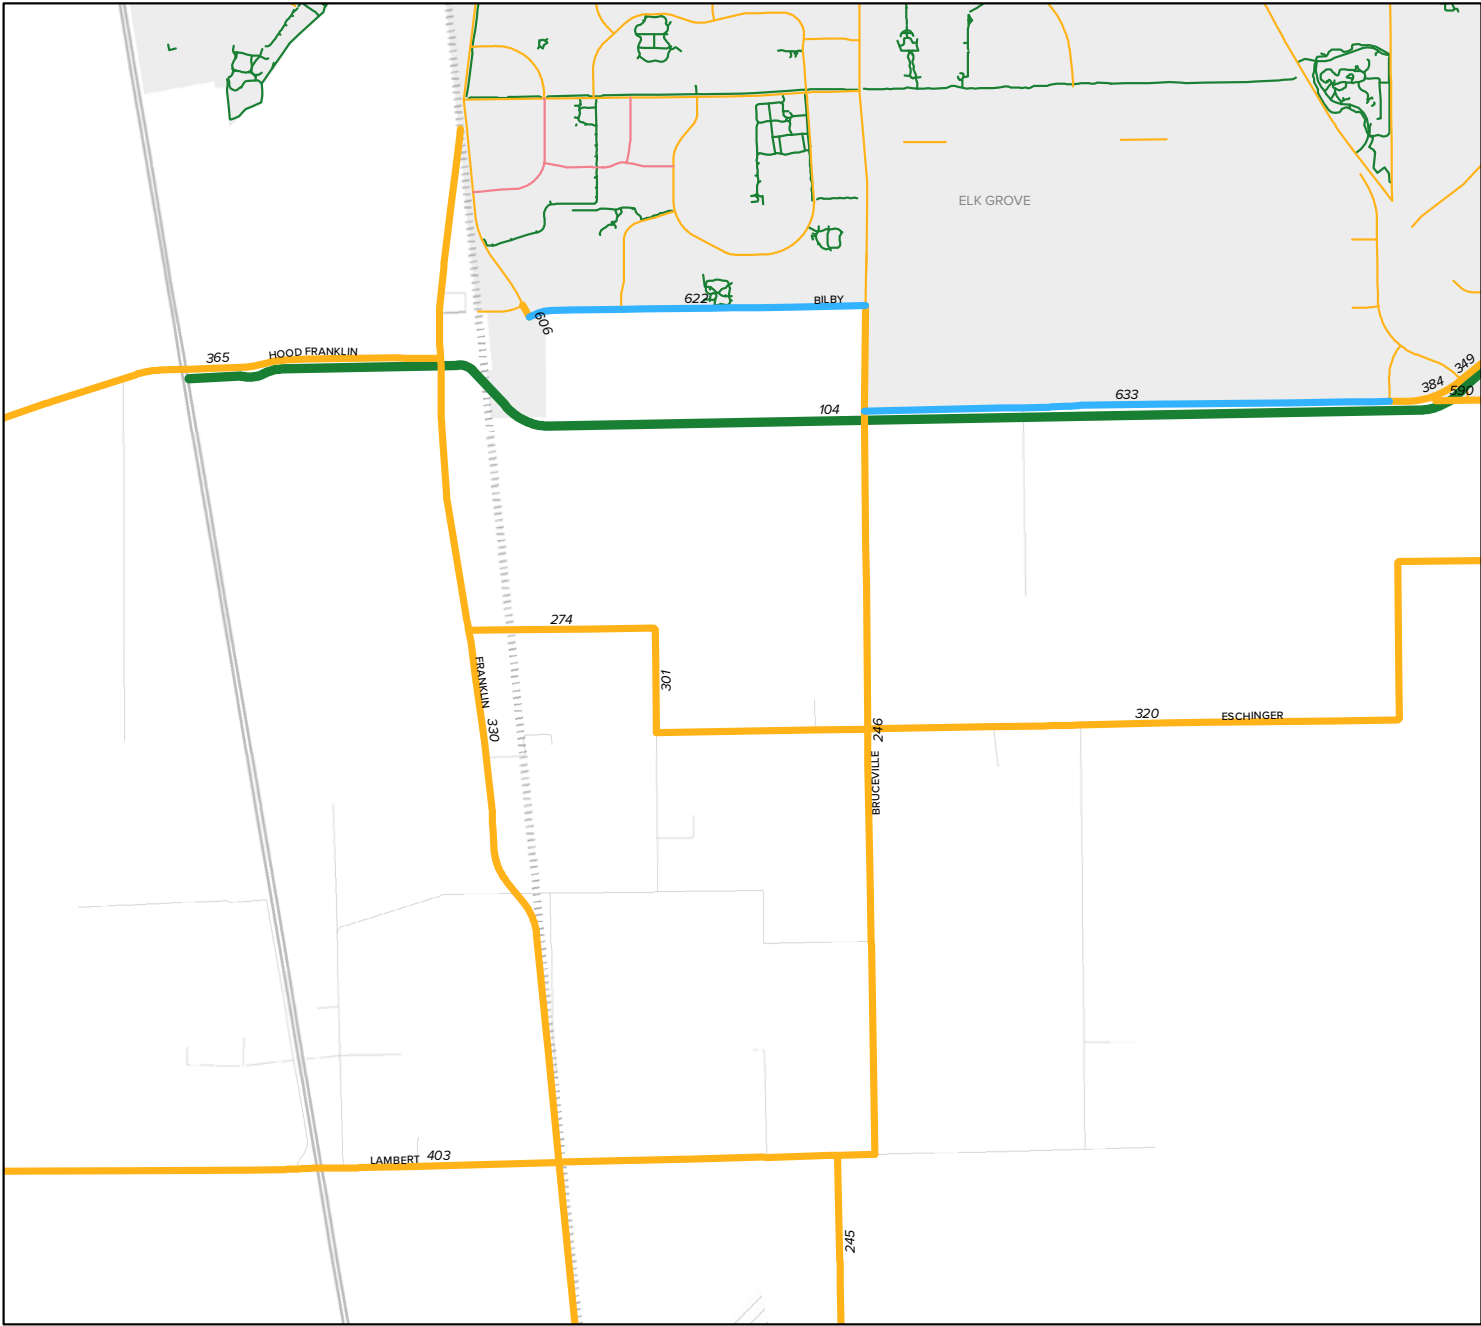 ELK GROVE
622
BILBY
606
365
HOOD FRANKLIN
349
384
590
633
104
274
301
FRANKLIN
330
246
320
ESCHINGER
BRUCEVILLE
LAMBERT
403
245